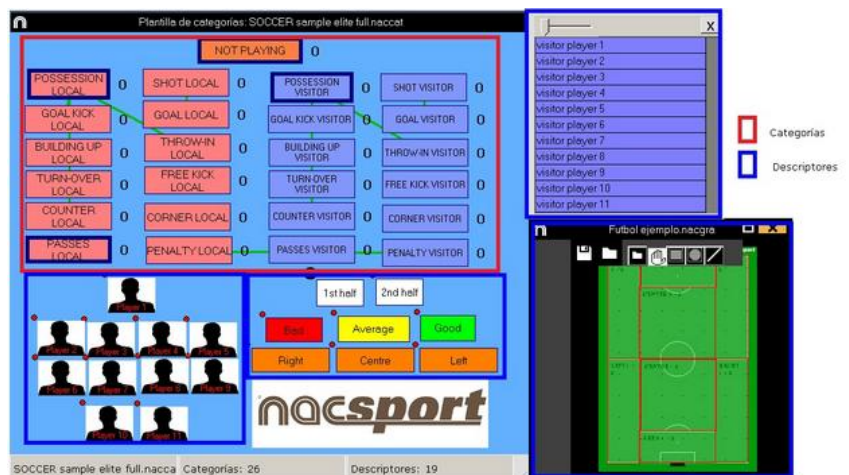 Plantilla de categorías: SOCCER sample elite full.naccat
NOT PLAYING 0
POSSESSION LOCAL 0
SHOT LOCAL 0
POSSESSION VISITOR 0
SHOT VISITOR 0
GOAL KICK LOCAL 0
GOAL LOCAL 0
GOAL KICK VISITOR 0
GOAL VISITOR 0
BUILDING UP LOCAL 0
THROW-IN LOCAL 0
BUILDING UP VISITOR 0
THROW-IN VISITOR 0
TURN-OVER LOCAL 0
FREE KICK LOCAL 0
TURN-OVER VISITOR 0
FREE KICK VISITOR 0
COUNTER LOCAL 0
CORNER LOCAL 0
COUNTER VISITOR 0
CORNER VISITOR 0
PASSES LOCAL 0
PENALTY LOCAL 0
PASSES VISITOR 0
PENALTY VISITOR 0
Player 1
Player 2 Player 3 Player 4 Player 5
Player 6 Player 7 Player 8 Player 9
Player 10 Player 11
1st half 2nd half
Bad Average Good
Right Centre Left
nacsport
SOCCER sample elite full.nacca Categorías: 26 Descriptores: 19
X
visitor player 1
visitor player 2
visitor player 3
visitor player 4
visitor player 5
visitor player 6
visitor player 7
visitor player 8
visitor player 9
visitor player 10
visitor player 11
Categorías
Descriptores
Futbol ejemplo.nacgra